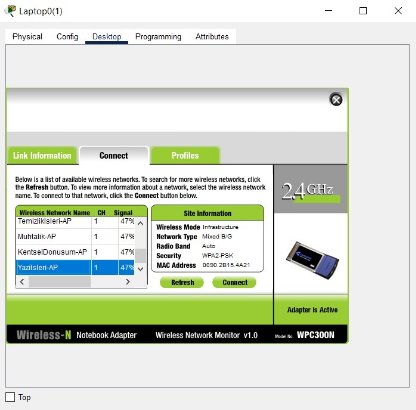 Laptop0(1)
Physical Config Desktop Programming Attributes
Link Information Connect Profiles
Below is a list of available wireless networks. To search for more wireless networks, click
the Refresh button. To view more information about a network, select the wireless network
name. To connect to that network, click the Connect button below.
2.4GHz
Wireless Network Name CH Signal
TemizlikIsleri-AP 1 47%
Muhtalik-AP 1 47%
KentselDonusum-AP 1 47%
YaziIsleri-AP 1 47%
Site Information
Wireless Mode Infrastructure
Network Type Mixed B/G
Radio Band Auto
Security WPA2-PSK
MAC Address 0090.2B15.4A21
Refresh Connect
Adapter is Active
Wireless-N Notebook Adapter Wireless Network Monitor v1.0 Model No. WPC300N
Top